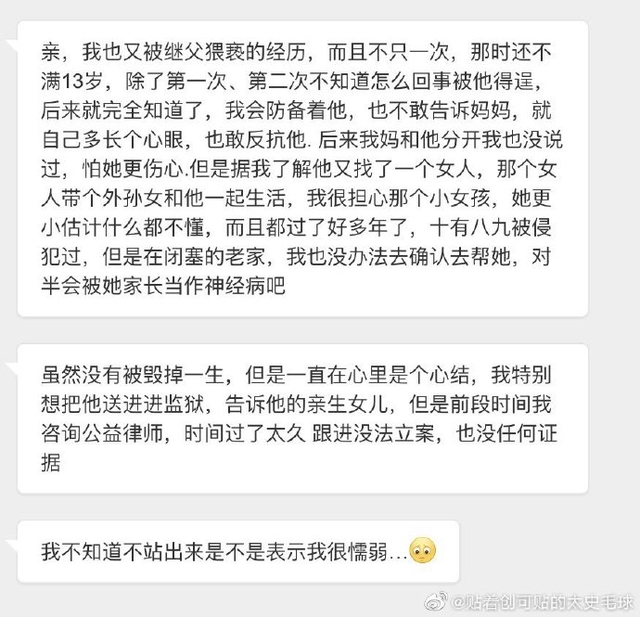 亲，我也又被继父猥亵的经历，而且不只一次，那时还不
满13岁，除了第一次、第二次不知道怎么回事被他得逞，
后来就完全知道了，我会防备着他，也不敢告诉妈妈，就
自己多长个心眼，也敢反抗他. 后来我妈和他分开我也没说
过，怕她更伤心.但是据我了解他又找了一个女人，那个女
人带个外孙女和他一起生活，我很担心那个小女孩，她更
小估计什么都不懂，而且都过了好多年了，十有八九被侵
犯过，但是在闭塞的老家，我也没办法去确认去帮她，对
半会被她家长当作神经病吧
虽然没有被毁掉一生，但是一直在心里是个心结，我特别
想把他送进进监狱，告诉他的亲生女儿，但是前段时间我
咨询公益律师，时间过了太久 跟进没法立案，也没任何证
据
我不知道不站出来是不是表示我很懦弱...
@贴着创可贴的太史毛球